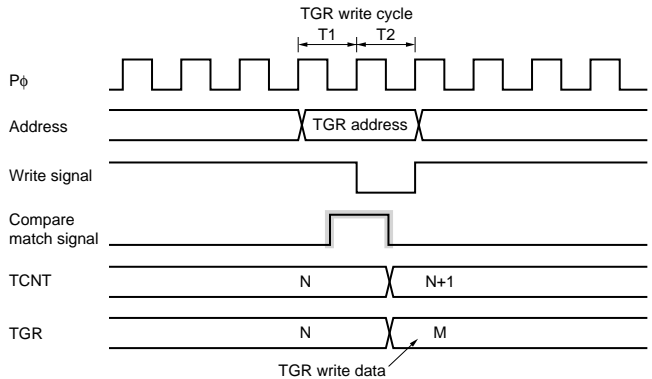 TGR write cycle
T1 T2
Pϕ
Address TGR address
Write signal
Compare
match signal
TCNT N N+1
TGR N M
TGR write data